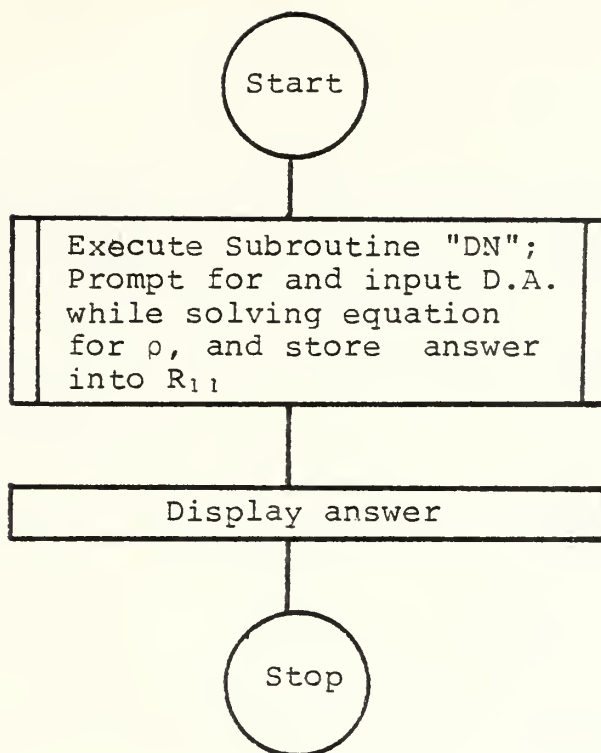 Start
Execute Subroutine "DN";
Prompt for and input D.A.
while solving equation
for ρ, and store answer
into R₁₁
Display answer
Stop